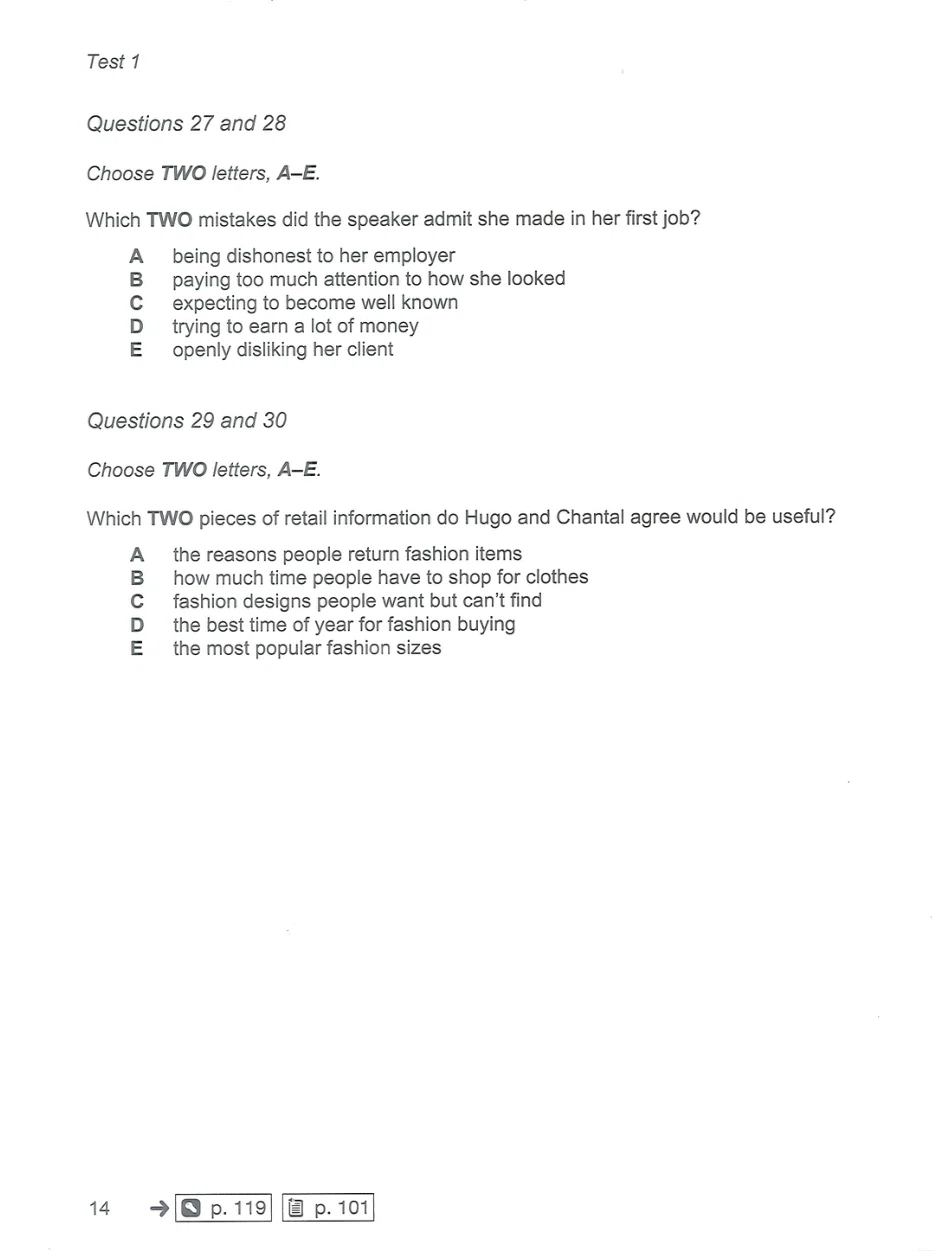 Test 1
Questions 27 and 28
Choose TWO letters, A–E.
Which TWO mistakes did the speaker admit she made in her first job?
A being dishonest to her employer
B paying too much attention to how she looked
C expecting to become well known
D trying to earn a lot of money
E openly disliking her client
Questions 29 and 30
Choose TWO letters, A–E.
Which TWO pieces of retail information do Hugo and Chantal agree would be useful?
A the reasons people return fashion items
B how much time people have to shop for clothes
C fashion designs people want but can't find
D the best time of year for fashion buying
E the most popular fashion sizes
14 → p. 119 p. 101